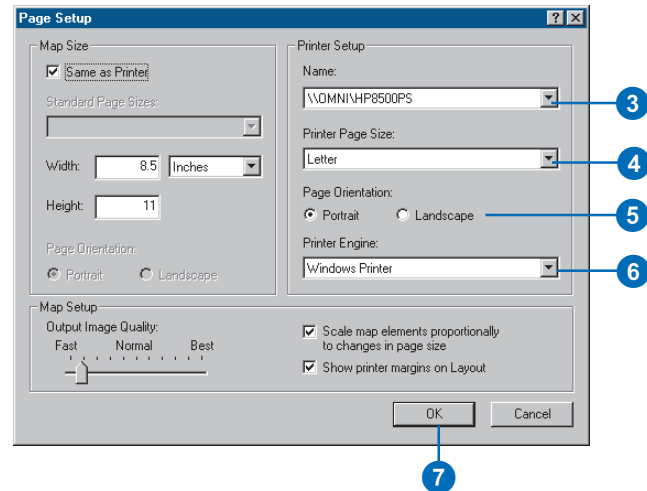 Page Setup
Map Size
Same as Printer
Standard Page Sizes:
Width: 8.5 Inches
Height: 11
Page Orientation:
Portrait Landscape
Printer Setup
Name:
\\OMNI\HP8500PS
3
Printer Page Size:
Letter
4
Page Orientation:
Portrait Landscape
5
Printer Engine:
Windows Printer
6
Map Setup
Output Image Quality:
Fast Normal Best
Scale map elements proportionally
to changes in page size
Show printer margins on Layout
OK Cancel
7